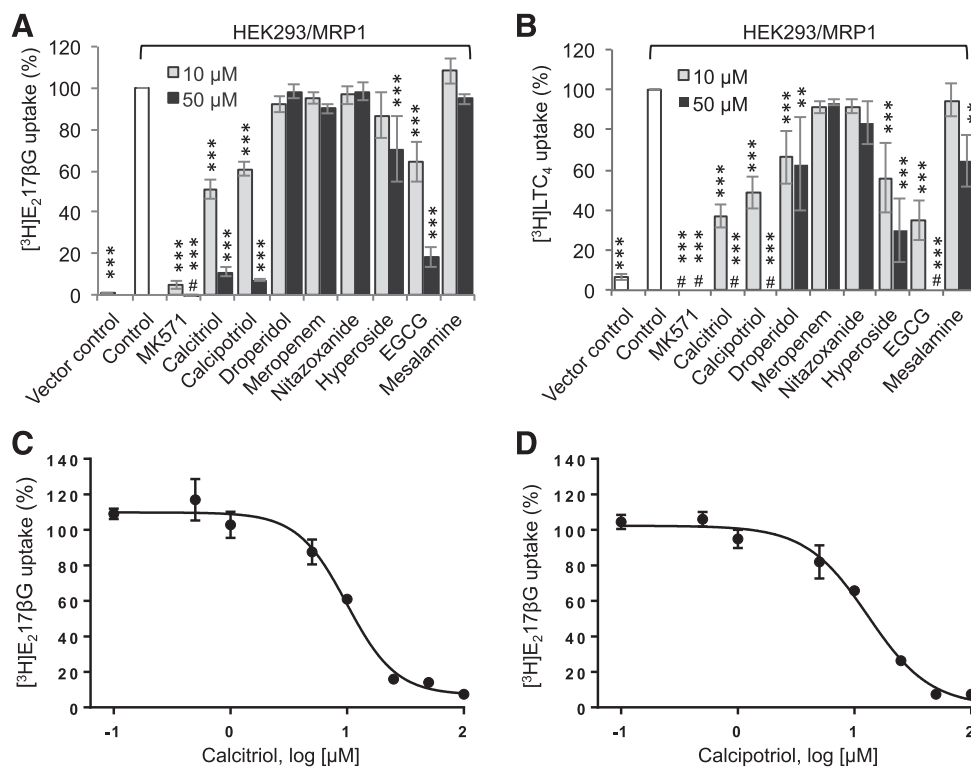 A
HEK293/MRP1
[³H]E₂17βG uptake (%)
120
100
80
60
40
20
0
10 µM
50 µM
***
***
***
#
***
***
***
***
***
***
***
Vector control
Control
MK571
Calcitriol
Calcipotriol
Droperidol
Meropenem
Nitazoxanide
Hyperoside
EGCG
Mesalamine
B
HEK293/MRP1
[³H]LTC₄ uptake (%)
120
100
80
60
40
20
0
10 µM
50 µM
***
***
#
***
#
***
***
#
***
***
#
***
**
***
***
***
***
#
**
Vector control
Control
MK571
Calcitriol
Calcipotriol
Droperidol
Meropenem
Nitazoxanide
Hyperoside
EGCG
Mesalamine
C
[³H]E₂17βG uptake (%)
140
120
100
80
60
40
20
0
-1 0 1 2
Calcitriol, log [µM]
D
[³H]E₂17βG uptake (%)
140
120
100
80
60
40
20
0
-1 0 1 2
Calcipotriol, log [µM]